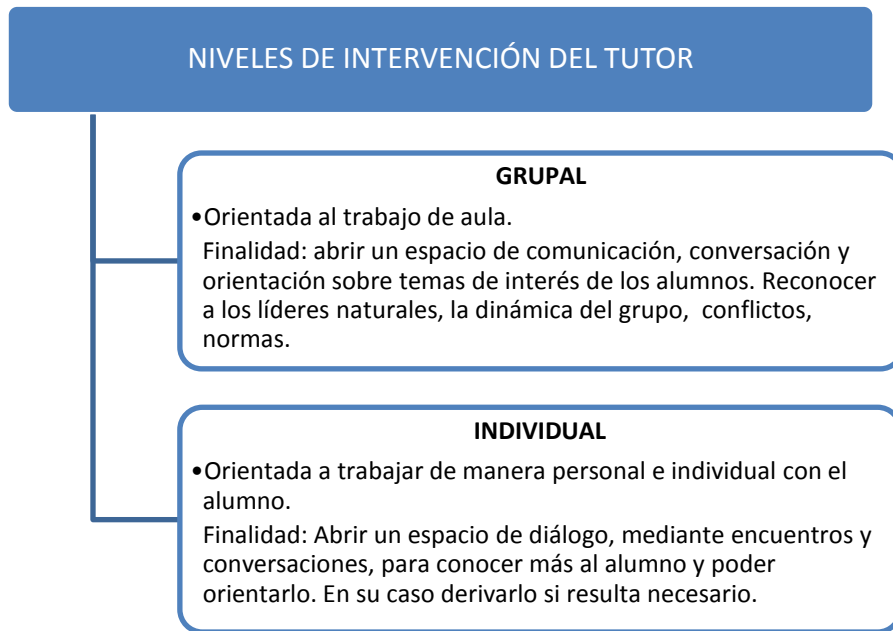 NIVELES DE INTERVENCIÓN DEL TUTOR
GRUPAL
•Orientada al trabajo de aula.
Finalidad: abrir un espacio de comunicación, conversación y
orientación sobre temas de interés de los alumnos. Reconocer
a los líderes naturales, la dinámica del grupo, conflictos,
normas.
INDIVIDUAL
•Orientada a trabajar de manera personal e individual con el
alumno.
Finalidad: Abrir un espacio de diálogo, mediante encuentros y
conversaciones, para conocer más al alumno y poder
orientarlo. En su caso derivarlo si resulta necesario.